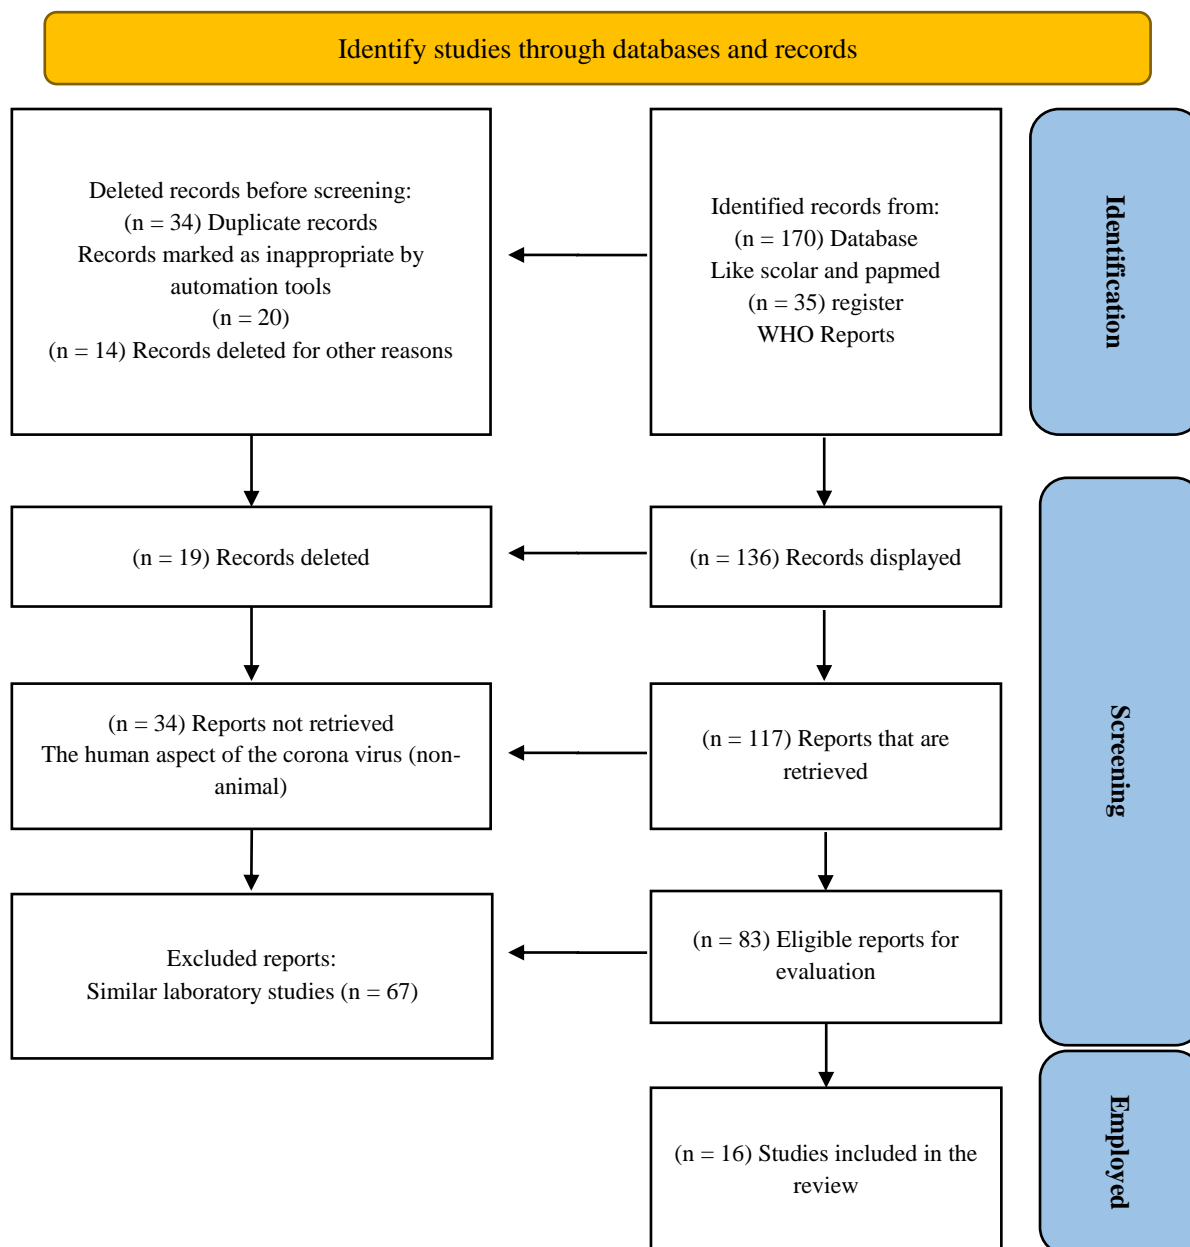 Identify studies through databases and records
Deleted records before screening:
(n = 34) Duplicate records
Records marked as inappropriate by
automation tools
(n = 20)
(n = 14) Records deleted for other reasons
Identified records from:
(n = 170) Database
Like scolar and papmed
(n = 35) register
WHO Reports
Identification
(n = 19) Records deleted
(n = 136) Records displayed
(n = 34) Reports not retrieved
The human aspect of the corona virus (non-
animal)
(n = 117) Reports that are
retrieved
Screening
Excluded reports:
Similar laboratory studies (n = 67)
(n = 83) Eligible reports for
evaluation
(n = 16) Studies included in the
review
Employed